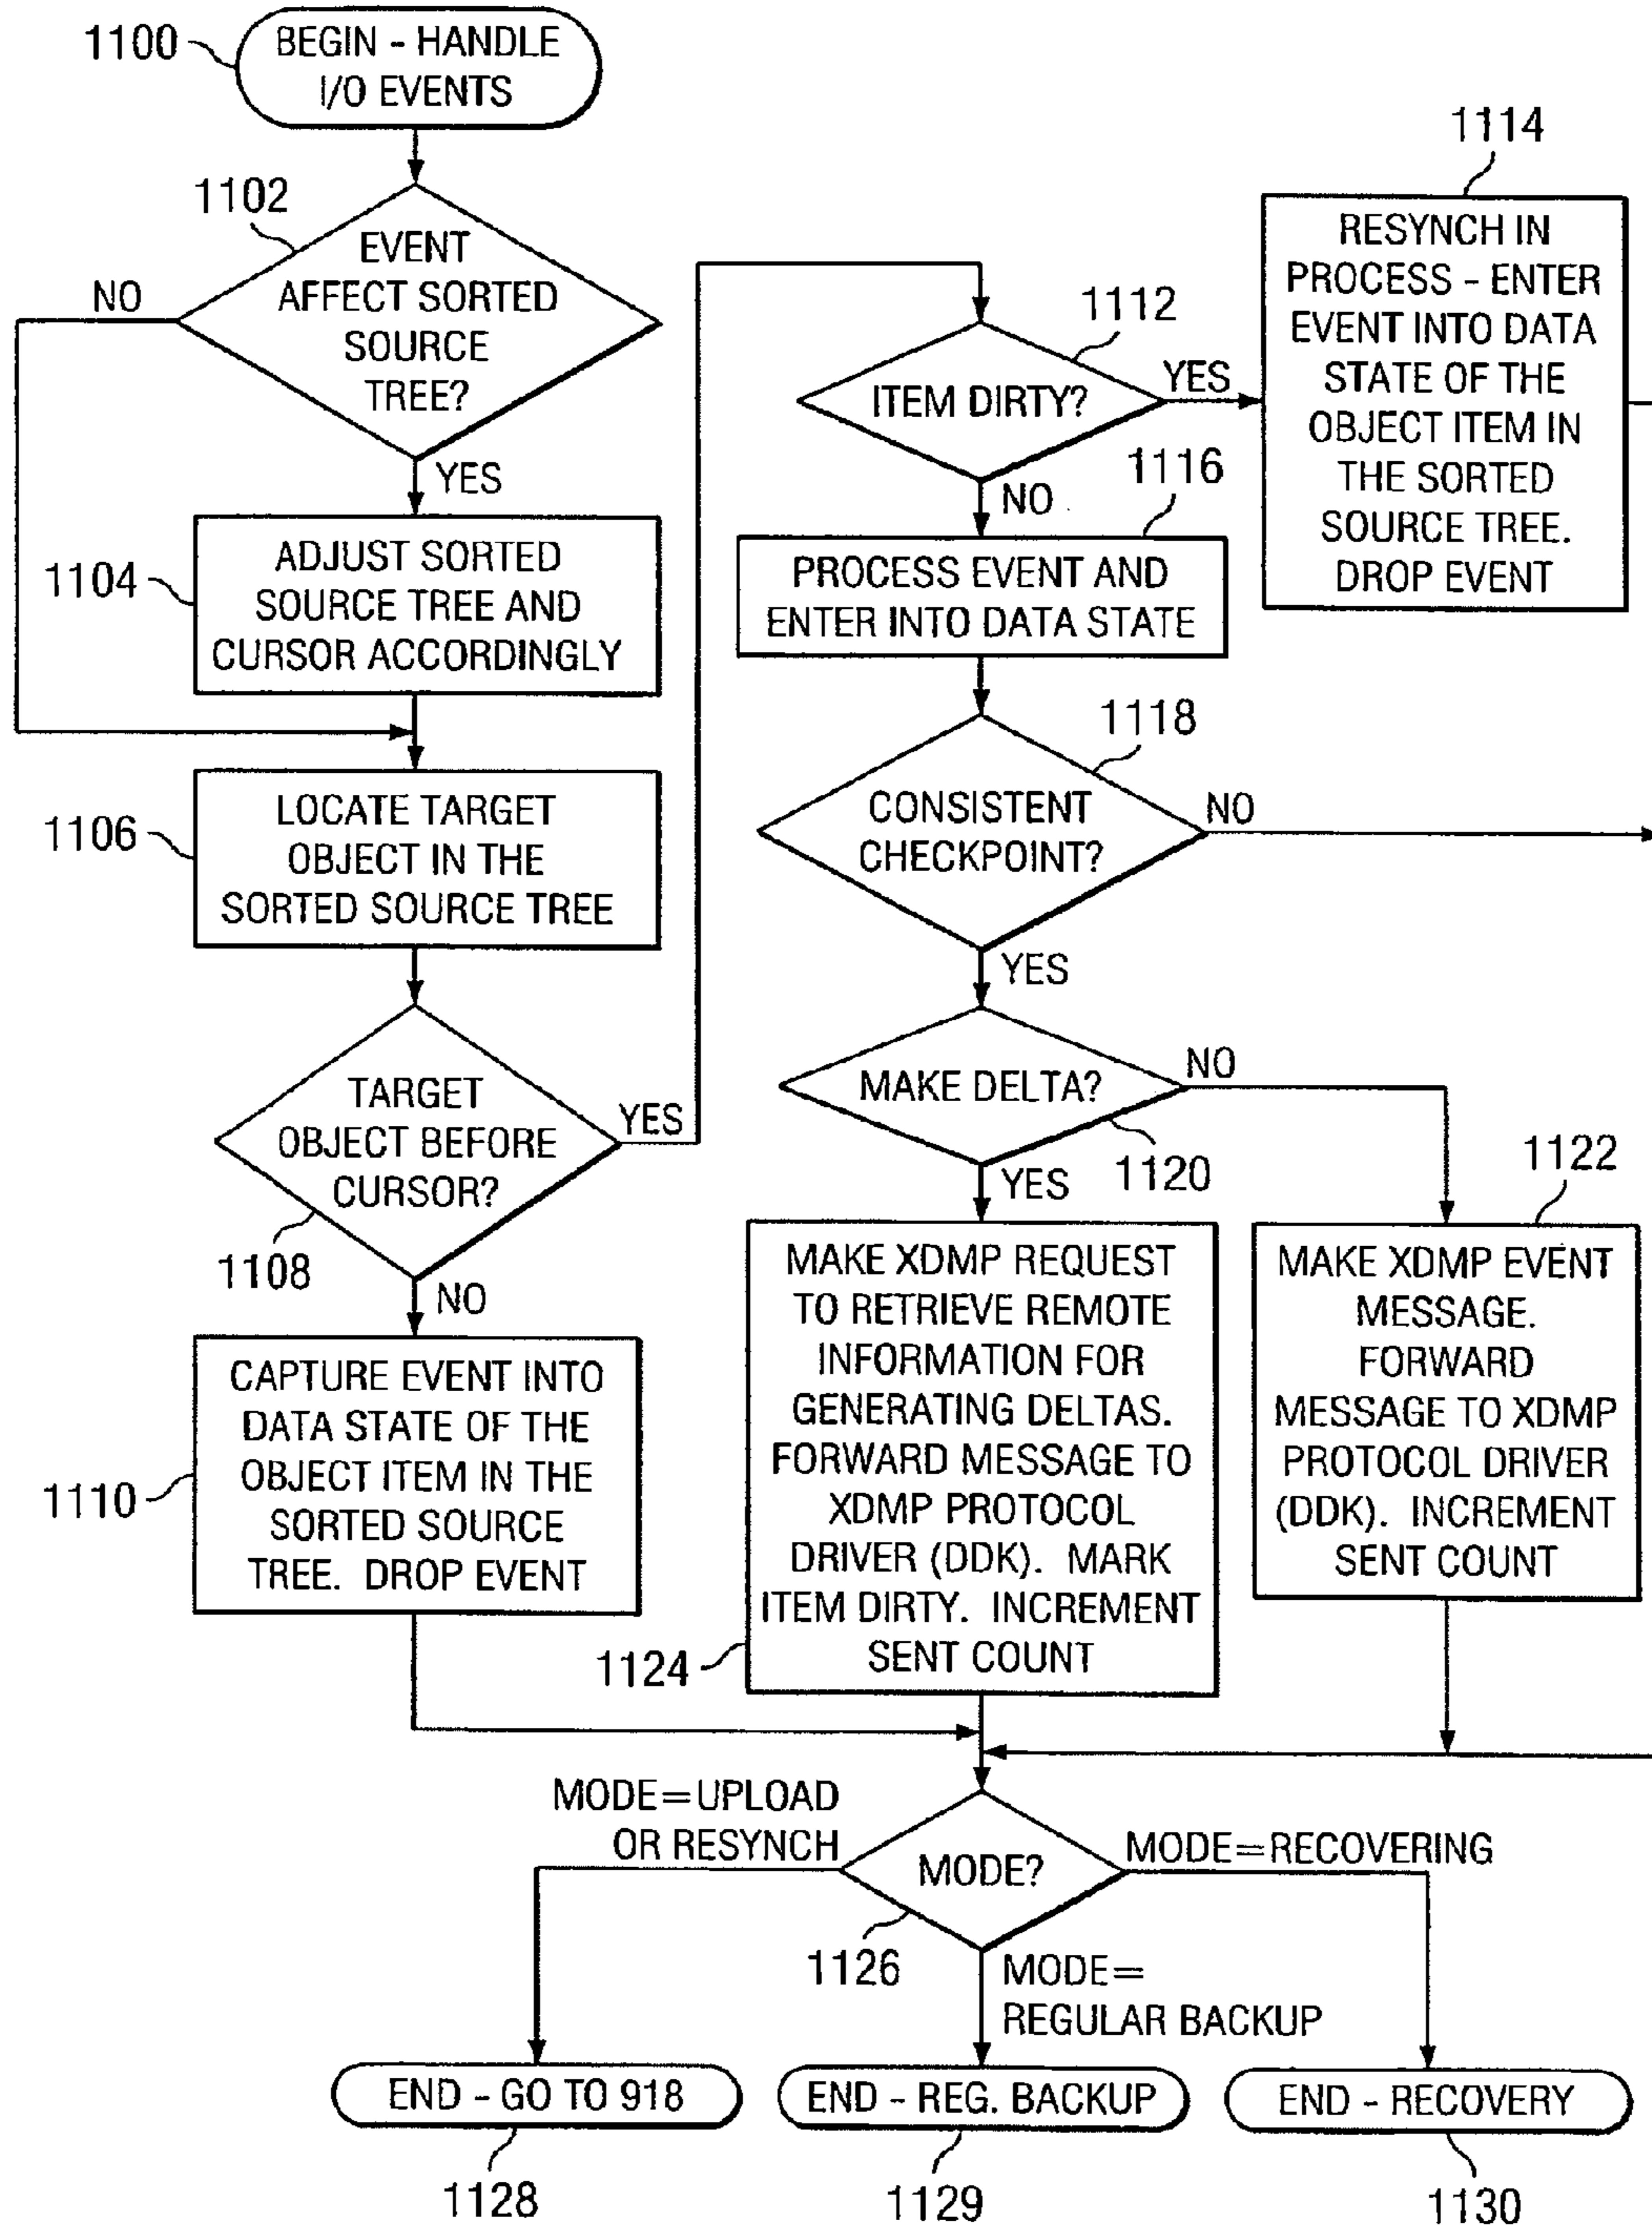 1100
BEGIN - HANDLE
I/O EVENTS
1102
EVENT
AFFECT SORTED
SOURCE
TREE?
NO
YES
1104
ADJUST SORTED
SOURCE TREE AND
CURSOR ACCORDINGLY
1106
LOCATE TARGET
OBJECT IN THE
SORTED SOURCE TREE
TARGET
OBJECT BEFORE
CURSOR?
YES
1108
NO
1110
CAPTURE EVENT INTO
DATA STATE OF THE
OBJECT ITEM IN THE
SORTED SOURCE
TREE. DROP EVENT
1112
ITEM DIRTY?
YES
NO
1114
RESYNCH IN
PROCESS - ENTER
EVENT INTO DATA
STATE OF THE
OBJECT ITEM IN
THE SORTED
SOURCE TREE.
DROP EVENT
1116
PROCESS EVENT AND
ENTER INTO DATA STATE
1118
CONSISTENT
CHECKPOINT?
NO
YES
MAKE DELTA?
NO
1120
YES
1122
MAKE XDMP EVENT
MESSAGE.
FORWARD
MESSAGE TO XDMP
PROTOCOL DRIVER
(DDK). INCREMENT
SENT COUNT
MAKE XDMP REQUEST
TO RETRIEVE REMOTE
INFORMATION FOR
GENERATING DELTAS.
FORWARD MESSAGE TO
XDMP PROTOCOL
DRIVER (DDK). MARK
ITEM DIRTY. INCREMENT
SENT COUNT
1124
MODE=UPLOAD
OR RESYNCH
MODE?
MODE=RECOVERING
1126
MODE=
REGULAR BACKUP
END - GO TO 918
END - REG. BACKUP
END - RECOVERY
1128
1129
1130